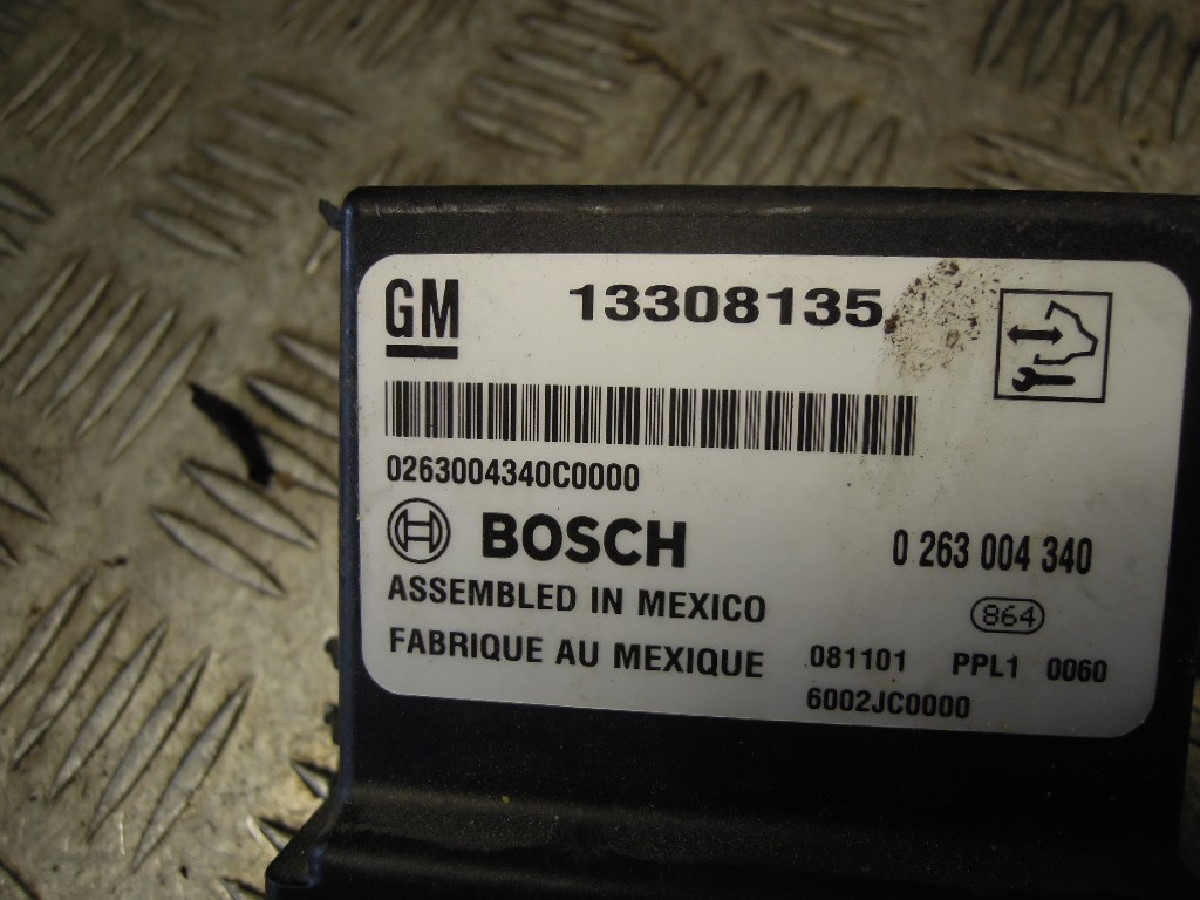 GM 13308135
0263004340C0000
BOSCH 0 263 004 340
ASSEMBLED IN MEXICO 864
FABRIQUE AU MEXIQUE 081101 PPL1 0060
6002JC0000